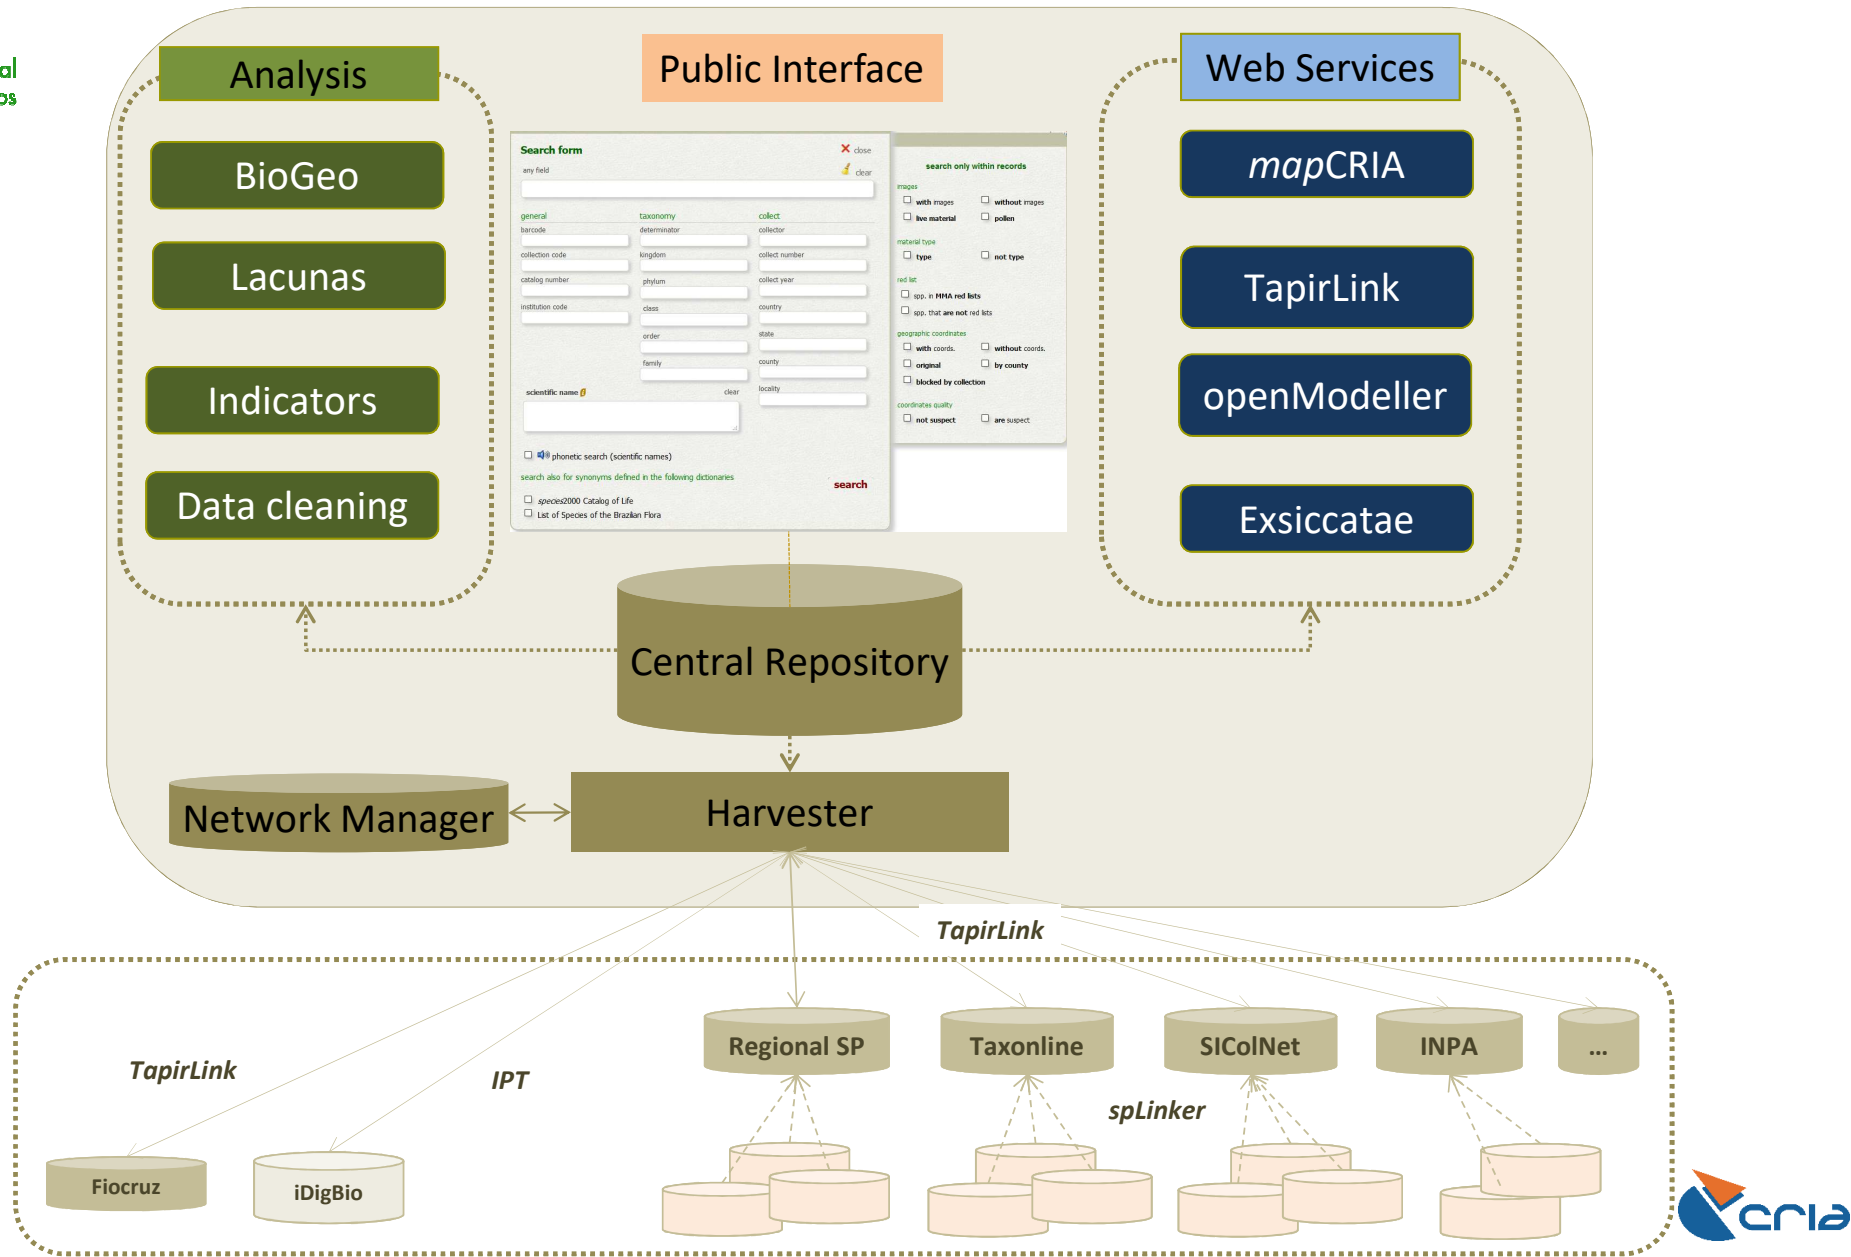 al
os
Analysis
Public Interface
Web Services
BioGeo
Lacunas
Indicators
Data cleaning
Search form
close
any field
clear
general
taxonomy
collect
barcode
determinator
collector
collection code
kingdom
collect number
catalog number
phylum
collect year
institution code
class
country
order
state
family
county
scientific name
clear
locality
phonetic search (scientific names)
search also for synonyms defined in the following dictionaries
search
species2000 Catalog of Life
List of Species of the Brazilian Flora
search only within records
images
with images
without images
live material
pollen
material type
type
not type
red list
spp. in MMA red lists
spp. that are not red lists
geographic coordinates
with coords.
without coords.
original
by county
blocked by collection
coordinates quality
not suspect
are suspect
mapCRIA
TapirLink
openModeller
Exsiccatae
Central Repository
Network Manager
Harvester
TapirLink
TapirLink
IPT
Regional SP
Taxonline
SIColNet
INPA
...
spLinker
Fiocruz
iDigBio
cria